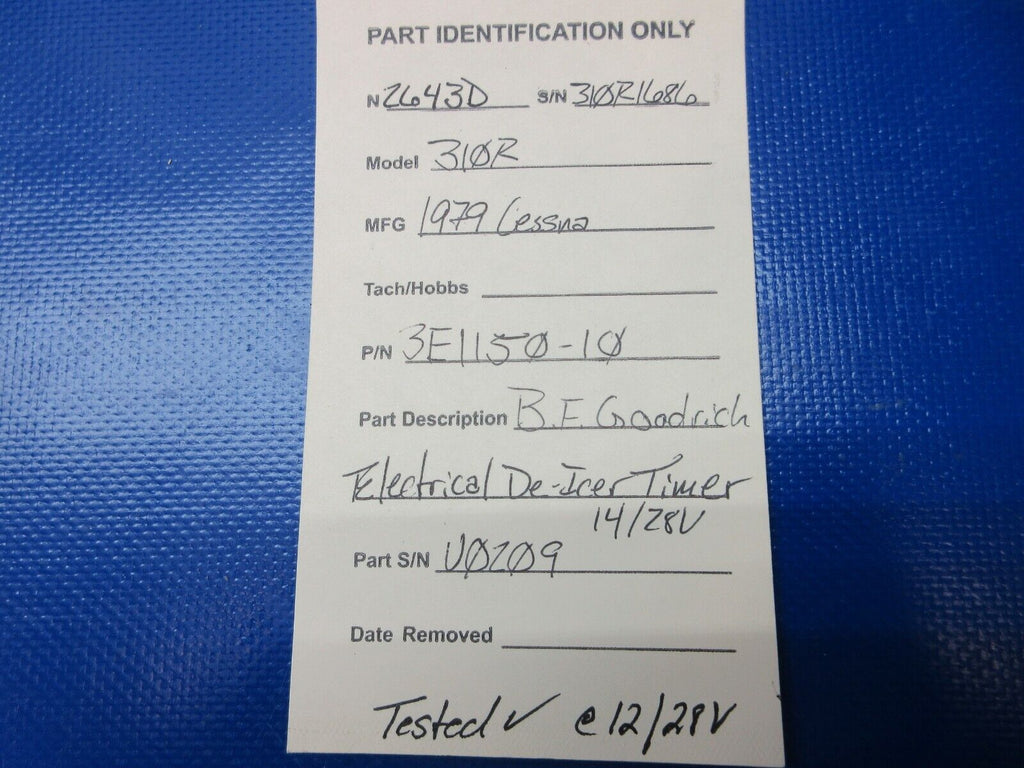 PART IDENTIFICATION ONLY
N 2643D S/N 310R1686
Model 310R
MFG 1979 Cessna
Tach/Hobbs
P/N 3E1150-10
Part Description B.F. Goodrich
Electrical De-Icer Timer
14/28V
Part S/N V0209
Date Removed
Tested ✓ @ 12/28V